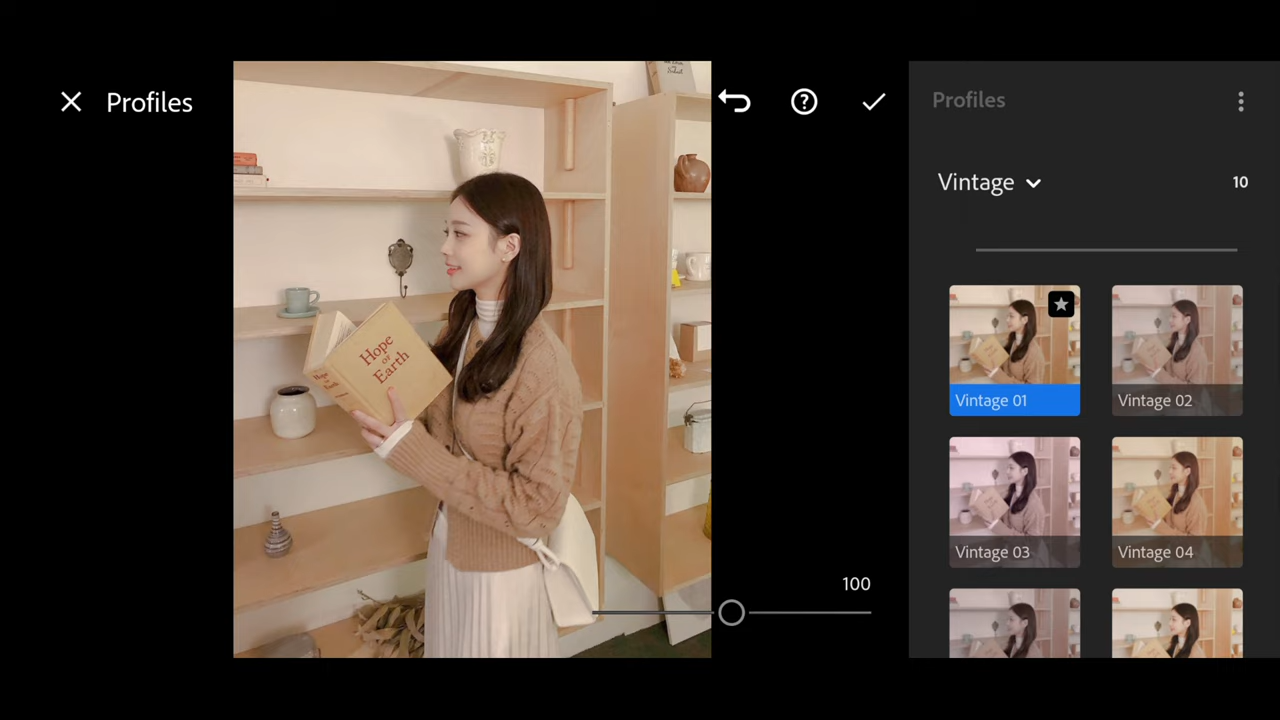 Profiles
Profiles
Vintage
10
Vintage 01
Vintage 02
Vintage 03
Vintage 04
100
Hope
OF
Earth